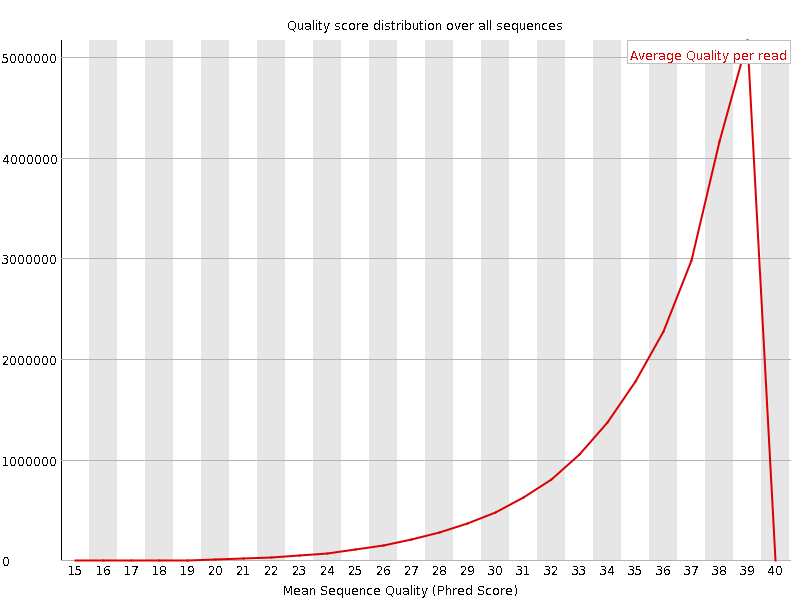 Quality score distribution over all sequences
Average Quality per read
5000000
4000000
3000000
2000000
1000000
0
15 16 17 18 19 20 21 22 23 24 25 26 27 28 29 30 31 32 33 34 35 36 37 38 39 40
Mean Sequence Quality (Phred Score)